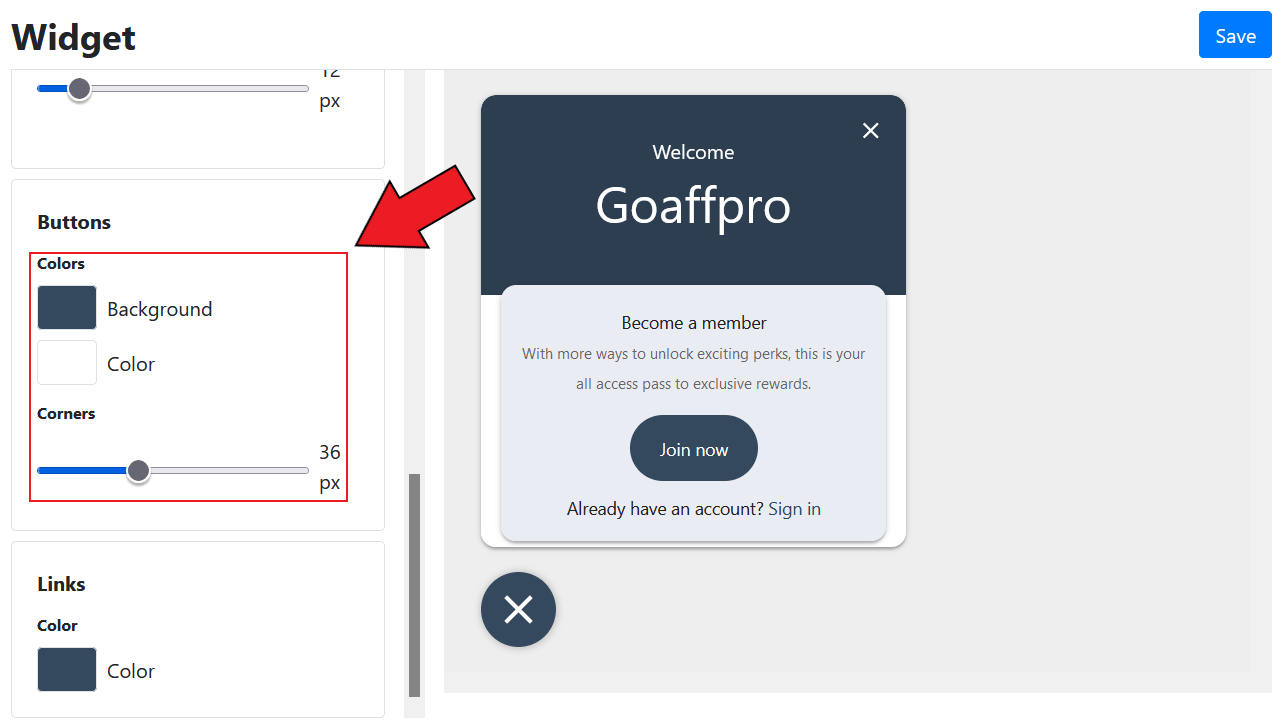 Widget
Save
12
px
Buttons
Colors
Background
Color
Corners
36
px
Links
Color
Color
Welcome
Goaffpro
Become a member
With more ways to unlock exciting perks, this is your
all access pass to exclusive rewards.
Join now
Already have an account? Sign in